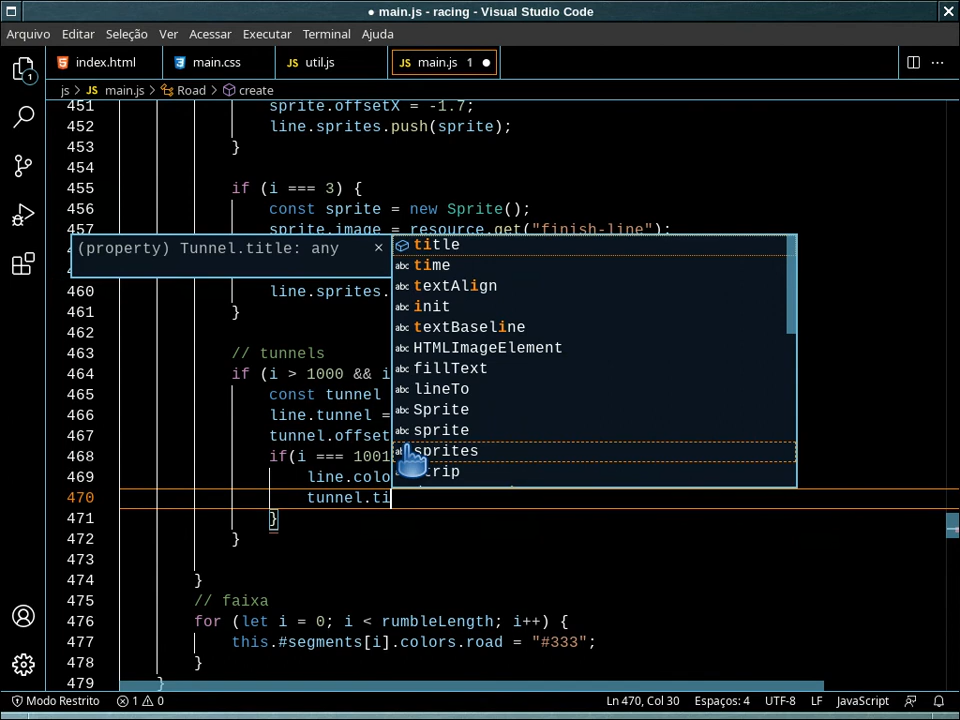 ● main.js - racing - Visual Studio Code
Arquivo Editar Seleção Ver Acessar Executar Terminal Ajuda
index.html main.css JS util.js JS main.js 1 ●
js > JS main.js > Road > create
451 sprite.offsetX = -1.7;
452 line.sprites.push(sprite);
453 }
454
455 if (i === 3) {
456 const sprite = new Sprite();
457 sprite.image = resource.get("finish-line");
(property) Tunnel.title: any ×
title
time
textAlign
init
textBaseline
HTMLImageElement
fillText
lineTo
Sprite
sprite
sprites
460 line.sprites.
461 }
462
463 // tunnels
464 if (i > 1000 && i
465 const tunnel
466 line.tunnel =
467 tunnel.offset
468 if(i === 1001
469 line.colo
470 tunnel.ti
471 }
472 }
473
474 }
475 // faixa
476 for (let i = 0; i < rumbleLength; i++) {
477 this.#segments[i].colors.road = "#333";
478 }
479 }
Modo Restrito 1 0 Ln 470, Col 30 Espaços: 4 UTF-8 LF JavaScript